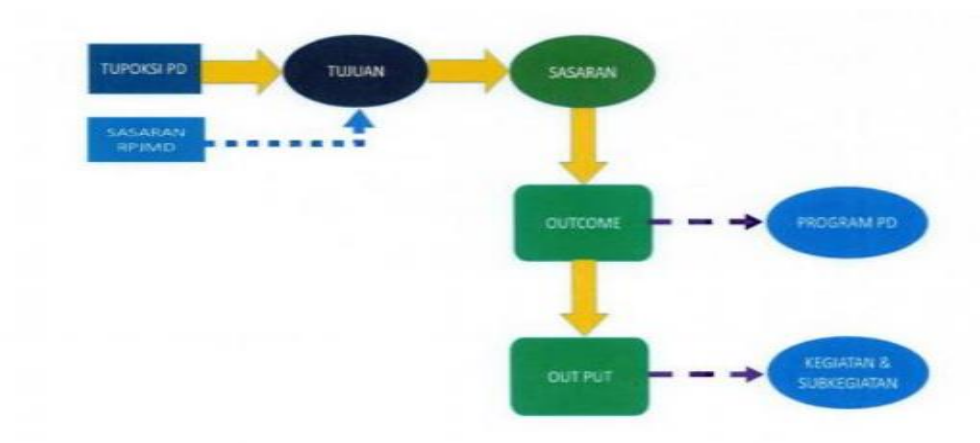 TUPOKSI PD
TUJUAN
SASARAN
SASARAN
RPJMD
OUTCOME
PROGRAM PD
OUT PUT
KEGIATAN &
SUBKEGIATAN